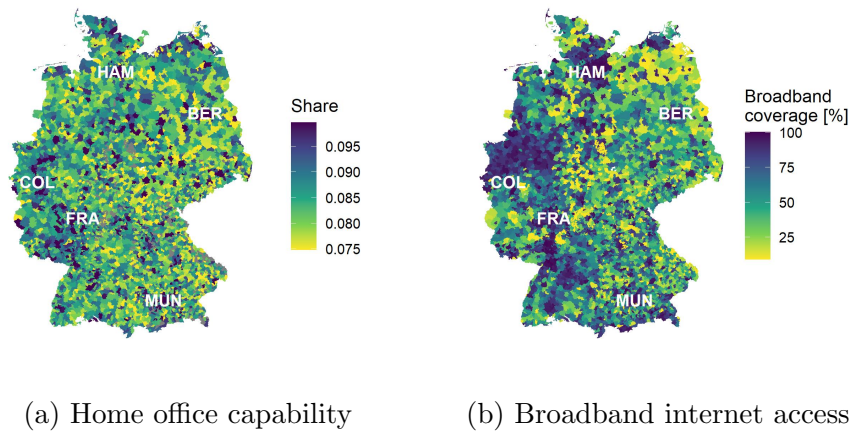 HAM
BER
COL
FRA
MUN
Share
0.095
0.090
0.085
0.080
0.075
(a) Home office capability
HAM
BER
COL
FRA
MUN
Broadband
coverage [%]
100
75
50
25
(b) Broadband internet access